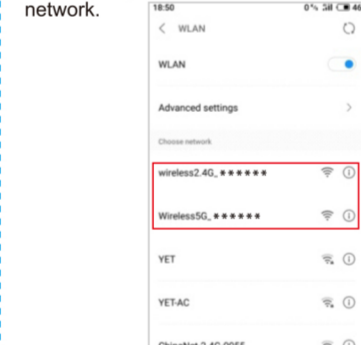 network.
18:50
WLAN
WLAN
Advanced settings
Choose network
wireless2.4G_******
Wireless5G_******
YET
YET-AC